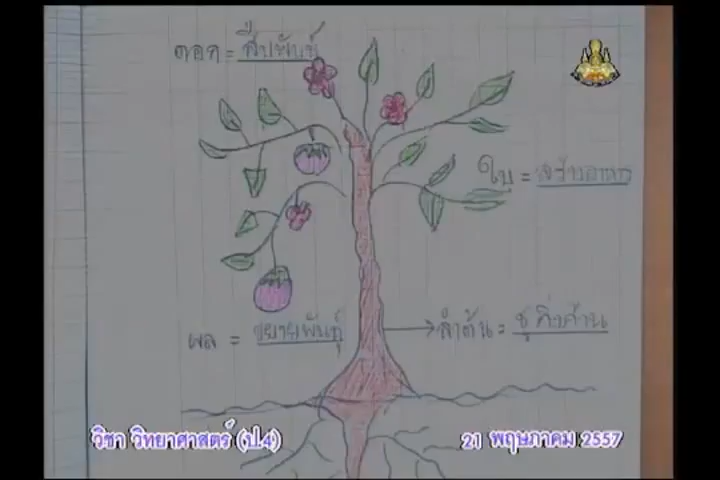 ดอก = สืบพันธุ์
ใบ = สร้างอาหาร
ผล = ขยายพันธุ์
ลำต้น = ชูกิ่งก้าน
วิชา วิทยาศาสตร์ (ป.4)
21 พฤษภาคม 2557